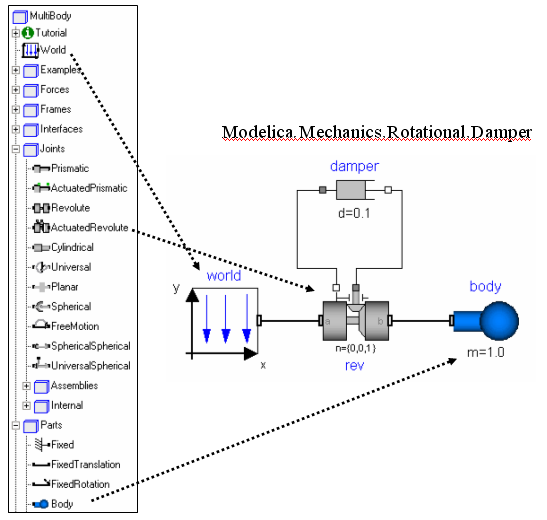 MultiBody
Tutorial
World
Examples
Forces
Frames
Interfaces
Joints
Prismatic
ActuatedPrismatic
Revolute
ActuatedRevolute
Cylindrical
Universal
Planar
Spherical
FreeMotion
SphericalSpherical
UniversalSpherical
Assemblies
Internal
Parts
Fixed
FixedTranslation
FixedRotation
Body
Modelica.Mechanics.Rotational.Damper
damper
d=0.1
world
y
x
a
b
n={0,0,1}
rev
body
m=1.0